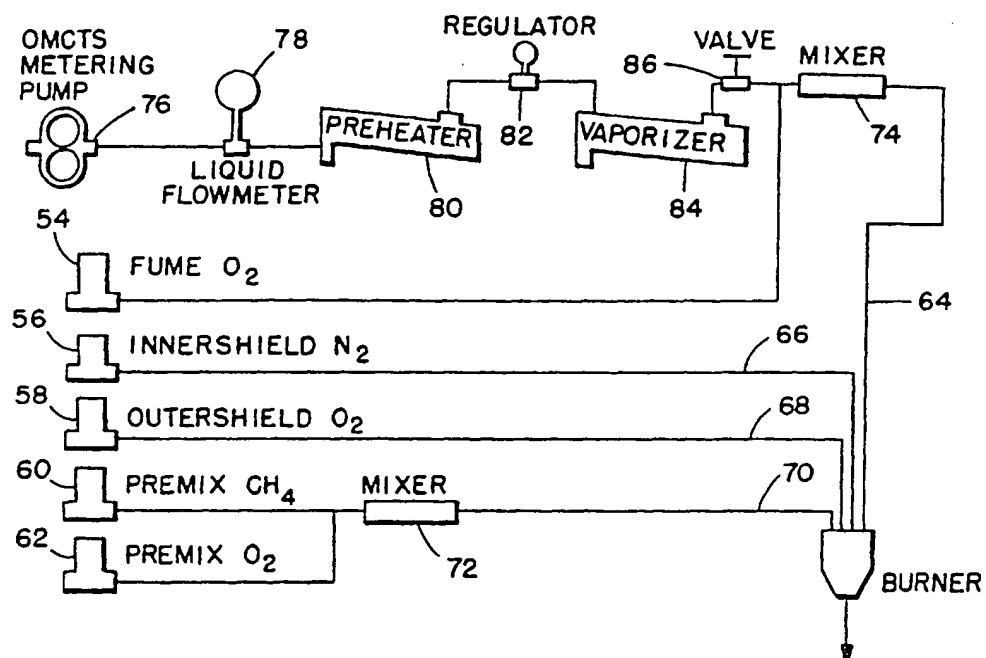 OMCTS
METERING
PUMP
76
78
LIQUID
FLOWMETER
PREHEATER
80
REGULATOR
82
VAPORIZER
84
VALVE
86
MIXER
74
54
FUME O₂
64
56
INNERSHIELD N₂
66
58
OUTERSHIELD O₂
68
60
PREMIX CH₄
MIXER
72
70
62
PREMIX O₂
BURNER